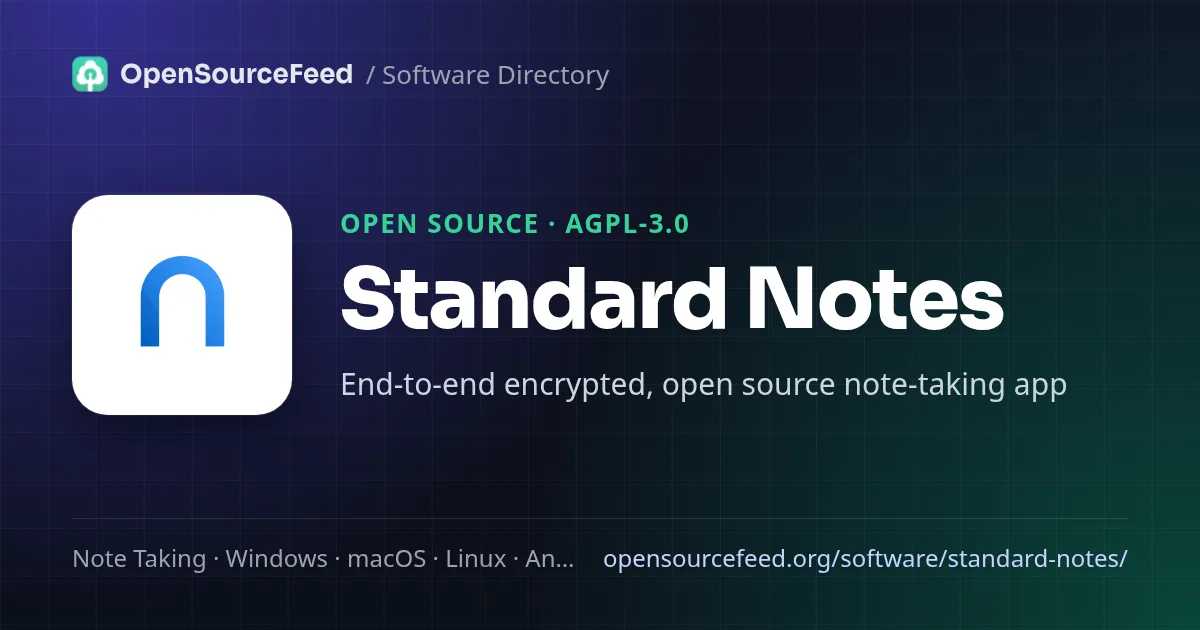 OpenSourceFeed / Software Directory
OPEN SOURCE · AGPL-3.0
Standard Notes
End-to-end encrypted, open source note-taking app
Note Taking · Windows · macOS · Linux · An... opensourcefeed.org/software/standard-notes/